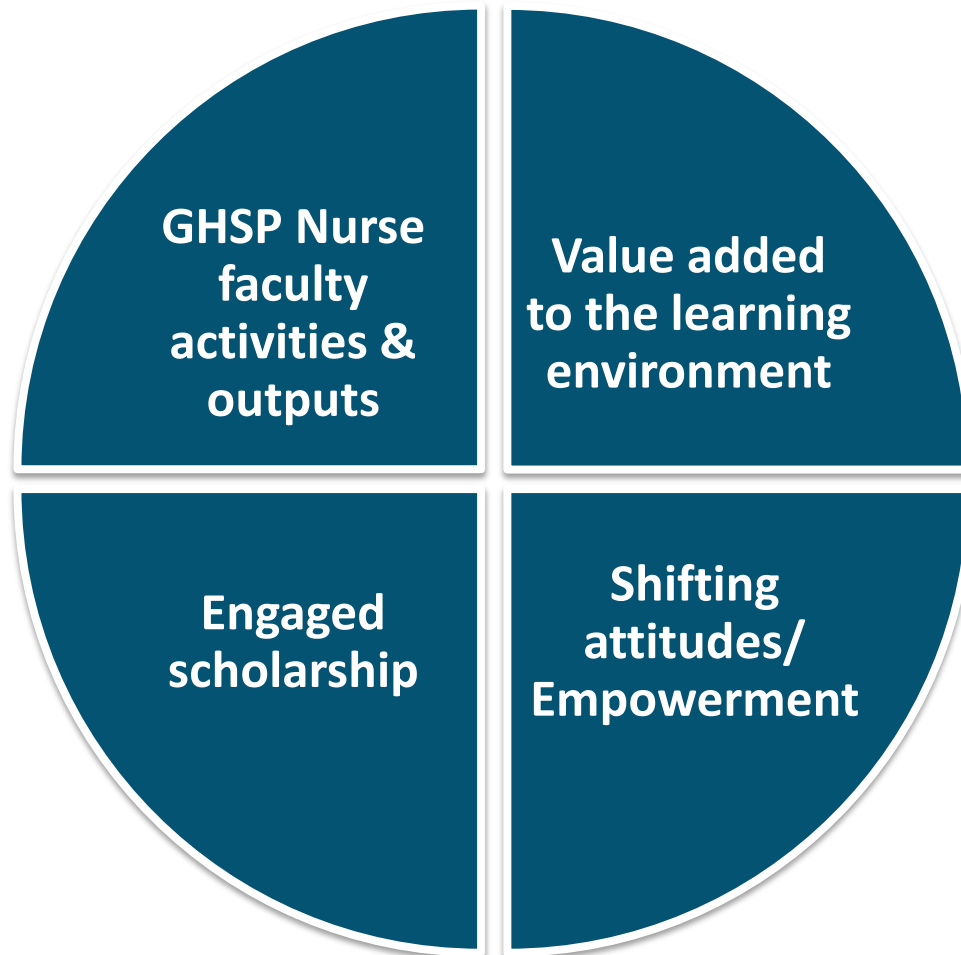 GHSP Nurse
faculty
activities &
outputs
Value added
to the learning
environment
Engaged
scholarship
Shifting
attitudes/
Empowerment